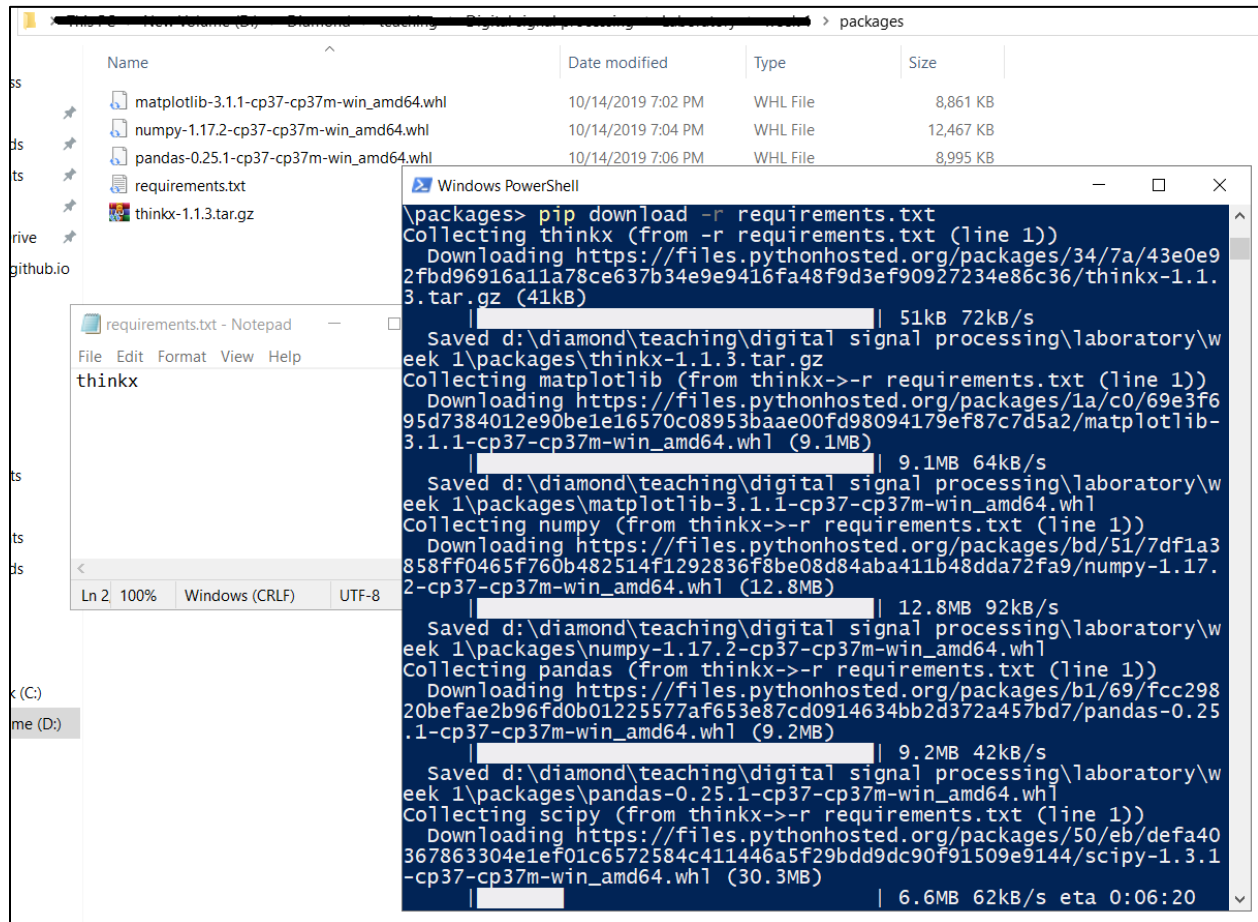 packages
Name Date modified Type Size
matplotlib-3.1.1-cp37-cp37m-win_amd64.whl 10/14/2019 7:02 PM WHL File 8,861 KB
numpy-1.17.2-cp37-cp37m-win_amd64.whl 10/14/2019 7:04 PM WHL File 12,467 KB
pandas-0.25.1-cp37-cp37m-win_amd64.whl 10/14/2019 7:06 PM WHL File 8,995 KB
requirements.txt
thinkx-1.1.3.tar.gz
ss
ds
ts
rive
github.io
ts
ts
ds
(C:)
me (D:)
requirements.txt - Notepad
File Edit Format View Help
thinkx
Ln 2 100% Windows (CRLF) UTF-8
Windows PowerShell
\packages> pip download -r requirements.txt
Collecting thinkx (from -r requirements.txt (line 1))
Downloading https://files.pythonhosted.org/packages/34/7a/43e0e9
2fbd96916a11a78ce637b34e9e9416fa48f9d3ef90927234e86c36/thinkx-1.1.
3.tar.gz (41kB)
| | 51kB 72kB/s
Saved d:\diamond\teaching\digital signal processing\laboratory\w
eek 1\packages\thinkx-1.1.3.tar.gz
Collecting matplotlib (from thinkx->-r requirements.txt (line 1))
Downloading https://files.pythonhosted.org/packages/1a/c0/69e3f6
95d7384012e90be1e16570c08953baae00fd98094179ef87c7d5a2/matplotlib-
3.1.1-cp37-cp37m-win_amd64.whl (9.1MB)
| | 9.1MB 64kB/s
Saved d:\diamond\teaching\digital signal processing\laboratory\w
eek 1\packages\matplotlib-3.1.1-cp37-cp37m-win_amd64.whl
Collecting numpy (from thinkx->-r requirements.txt (line 1))
Downloading https://files.pythonhosted.org/packages/bd/51/7df1a3
858ff0465f760b482514f1292836f8be08d84aba411b48dda72fa9/numpy-1.17.
2-cp37-cp37m-win_amd64.whl (12.8MB)
| | 12.8MB 92kB/s
Saved d:\diamond\teaching\digital signal processing\laboratory\w
eek 1\packages\numpy-1.17.2-cp37-cp37m-win_amd64.whl
Collecting pandas (from thinkx->-r requirements.txt (line 1))
Downloading https://files.pythonhosted.org/packages/b1/69/fcc298
20befae2b96fd0b01225577af653e87cd0914634bb2d372a457bd7/pandas-0.25
.1-cp37-cp37m-win_amd64.whl (9.2MB)
| | 9.2MB 42kB/s
Saved d:\diamond\teaching\digital signal processing\laboratory\w
eek 1\packages\pandas-0.25.1-cp37-cp37m-win_amd64.whl
Collecting scipy (from thinkx->-r requirements.txt (line 1))
Downloading https://files.pythonhosted.org/packages/50/eb/defa40
367863304e1ef01c6572584c411446a5f29bdd9dc90f91509e9144/scipy-1.3.1
-cp37-cp37m-win_amd64.whl (30.3MB)
| | 6.6MB 62kB/s eta 0:06:20